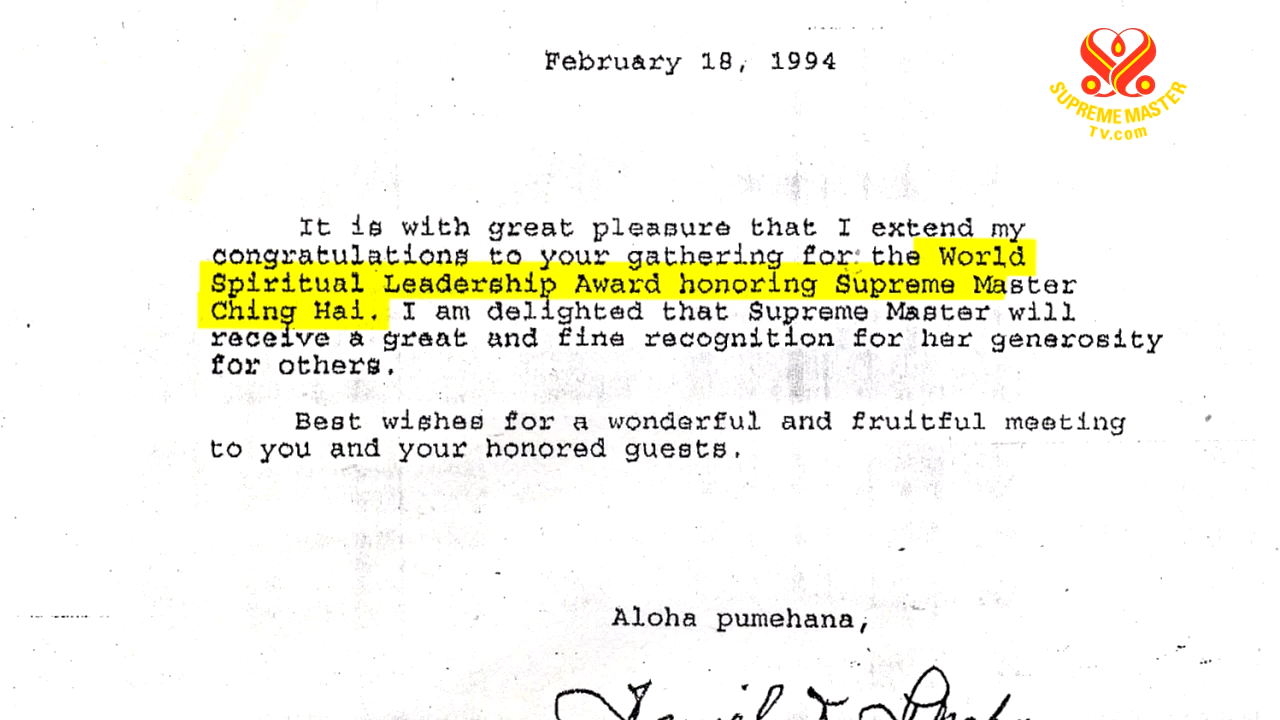 February 18, 1994
SUPREME MASTER
TV.com
It is with great pleasure that I extend my
congratulations to your gathering for the World
Spiritual Leadership Award honoring Supreme Master
Ching Hai. I am delighted that Supreme Master will
receive a great and fine recognition for her generosity
for others.
Best wishes for a wonderful and fruitful meeting
to you and your honored guests.
Aloha pumehana,